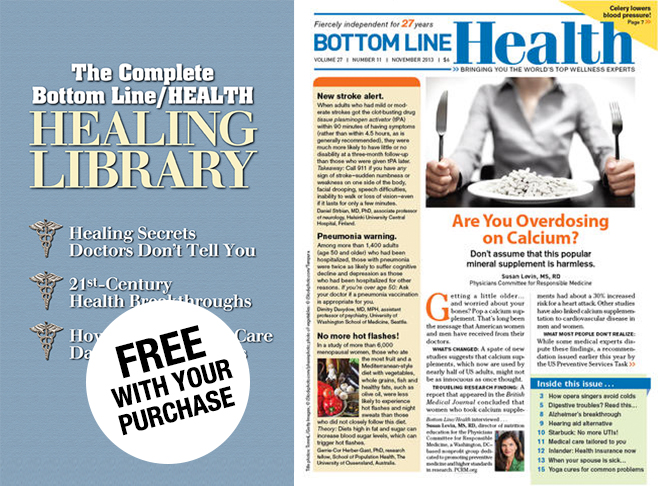 The Complete
Bottom Line/HEALTH
HEALING
LIBRARY
Healing Secrets
Doctors Don't Tell You
21st-Century
Health Breakthroughs
Care
FREE
WITH YOUR
PURCHASE
Celery lowers
blood pressure!
Page 7
Fiercely independent for 27 years
BOTTOM LINE Health
VOLUME 27 | NUMBER 11 | NOVEMBER 2013 | $4
BRINGING YOU THE WORLD'S TOP WELLNESS EXPERTS
New stroke alert.
When adults who had mild or mod-
erate strokes got the clot-busting drug
tissue plasminogen activator (tPA)
within 90 minutes of having symptoms
(rather than within 4.5 hours, as is
generally recommended), they were
much more likely to have little or no
disability at a three-month follow-up
than those who were given tPA later.
Takeaway: Call 911 if you have any
sign of stroke—sudden numbness or
weakness on one side of the body,
facial drooping, speech difficulties,
inability to walk or loss of vision—even
if it lasts for only a few minutes.
Daniel Strbian, MD, PhD, associate professor
of neurology, Helsinki University Central
Hospital, Finland.
Pneumonia warning.
Among more than 1,400 adults
(age 50 and older) who had been
hospitalized, those with pneumonia
were twice as likely to suffer cognitive
decline and depression as those
who had been hospitalized for other
reasons. If you're over age 50: Ask
your doctor if a pneumonia vaccination
is appropriate for you.
Dimitry Davydow, MD, MPH, assistant
professor of psychiatry, University of
Washington School of Medicine, Seattle.
No more hot flashes!
In a study of more than 6,000
menopausal women, those who ate
the most fruit and a
Mediterranean-style
diet with vegetables,
whole grains, fish and
healthy fats, such as
olive oil, were less
likely to experience
hot flashes and night
sweats than those
who did not closely follow this diet.
Theory: Diets high in fat and sugar can
increase blood sugar levels, which can
trigger hot flashes.
Gerrie-Cor Herber-Gast, PhD, research
fellow, School of Population Health, The
University of Queensland, Australia.
Are You Overdosing
on Calcium?
Don't assume that this popular
mineral supplement is harmless.
Susan Levin, MS, RD
Physicians Committee for Responsible Medicine
Getting a little older…
and worried about your
bones? Pop a calcium sup-
plement. That's long been
the message that American women
and men have received from their
doctors.
WHAT'S CHANGED: A spate of new
studies suggests that calcium sup-
plements, which now are used by
nearly half of US adults, might not
be as innocuous as once thought.
TROUBLING RESEARCH FINDING: A
report that appeared in the British
Medical Journal concluded that
women who took calcium supple-
Bottom Line/Health interviewed
Susan Levin, MS, RD, director of nutrition
education for the Physicians
Committee for Responsible
Medicine, a Washington, DC-
based nonprofit group dedi-
cated to promoting preventive
medicine and higher standards
in research. PCRM.org
ments had about a 30% increased
risk for a heart attack. Other studies
have also linked calcium supplemen-
tation to cardiovascular disease in
men and women.
WHAT MOST PEOPLE DON'T REALIZE:
While some medical experts dis-
pute these findings, a recommen-
dation issued earlier this year by
the US Preventive Services Task
Inside this issue…
3 How opera singers avoid colds
5 Digestive troubles? Read this…
8 Alzheimer's breakthrough
9 Hearing aid alternative
10 Starbuck: No more UTIs!
11 Medical care tailored to you
12 Inlander: Health insurance now
13 When your spouse is sick…
15 Yoga cures for common problems